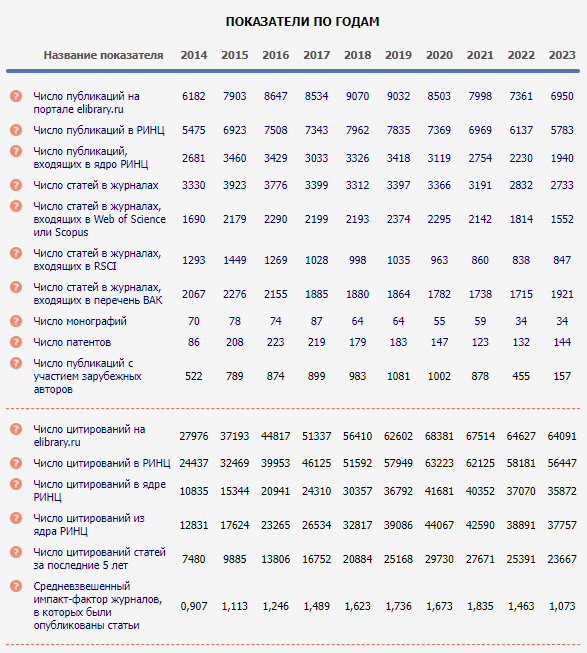 ПОКАЗАТЕЛИ ПО ГОДАМ
Название показателя 2014 2015 2016 2017 2018 2019 2020 2021 2022 2023
? Число публикаций на
портале elibrary.ru 6182 7903 8647 8534 9070 9032 8503 7998 7361 6950
? Число публикаций в РИНЦ 5475 6923 7508 7343 7962 7835 7369 6969 6137 5783
? Число публикаций,
входящих в ядро РИНЦ 2681 3460 3429 3033 3326 3418 3119 2754 2230 1940
? Число статей в журналах 3330 3923 3776 3399 3312 3397 3366 3191 2832 2733
? Число статей в журналах,
входящих в Web of Science 1690 2179 2290 2199 2193 2374 2295 2142 1814 1552
или Scopus
? Число статей в журналах,
входящих в RSCI 1293 1449 1269 1028 998 1035 963 860 838 847
? Число статей в журналах,
входящих в перечень ВАК 2067 2276 2155 1885 1880 1864 1782 1738 1715 1921
? Число монографий 70 78 74 87 64 64 55 59 34 34
? Число патентов 86 208 223 219 179 183 147 123 132 144
? Число публикаций с
участием зарубежных 522 789 874 899 983 1081 1002 878 455 157
авторов
? Число цитирований на
elibrary.ru 27976 37193 44817 51337 56410 62602 68381 67514 64627 64091
? Число цитирований в РИНЦ 24437 32469 39953 46125 51592 57949 63223 62125 58181 56447
? Число цитирований в ядре
РИНЦ 10835 15344 20941 24310 30357 36792 41681 40352 37070 35872
? Число цитирований из
ядра РИНЦ 12831 17624 23265 26534 32817 39086 44067 42590 38891 37757
? Число цитирований статей
за последние 5 лет 7480 9885 13806 16752 20884 25168 29730 27671 25391 23667
? Средневзвешенный
импакт-фактор журналов,
в которых были 0,907 1,113 1,246 1,489 1,623 1,736 1,673 1,835 1,463 1,073
опубликованы статьи